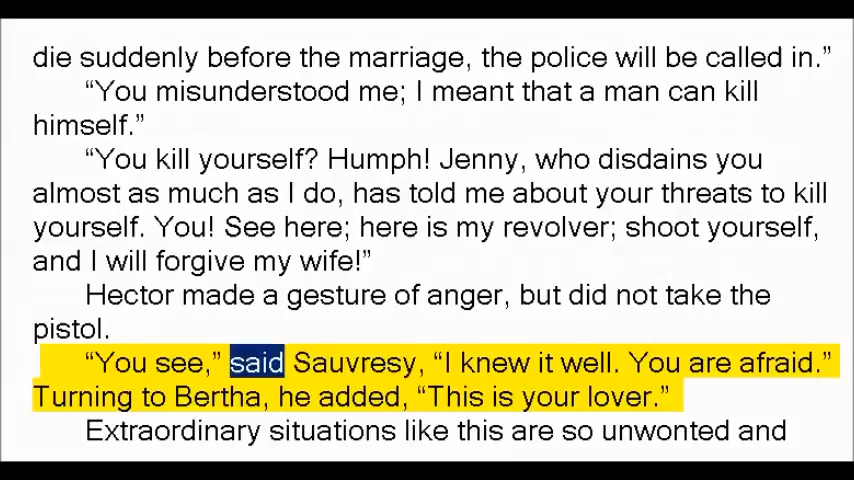 die suddenly before the marriage, the police will be called in.”
“You misunderstood me; I meant that a man can kill
himself.”
“You kill yourself? Humph! Jenny, who disdains you
almost as much as I do, has told me about your threats to kill
yourself. You! See here; here is my revolver; shoot yourself,
and I will forgive my wife!”
Hector made a gesture of anger, but did not take the
pistol.
“You see,” said Sauvresy, “I knew it well. You are afraid.”
Turning to Bertha, he added, “This is your lover.”
Extraordinary situations like this are so unwonted and